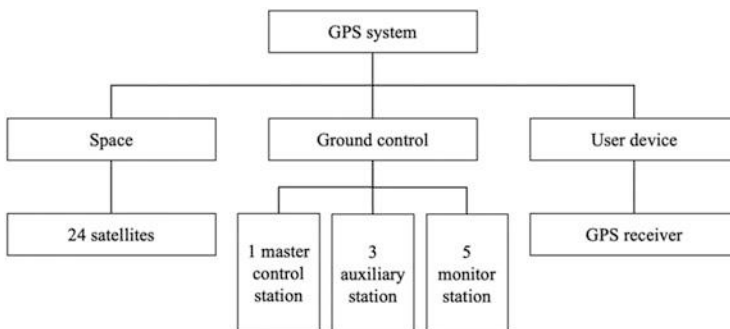 GPS system
Space
Ground control
User device
24 satellites
1 master
control
station
3
auxiliary
station
5
monitor
station
GPS receiver